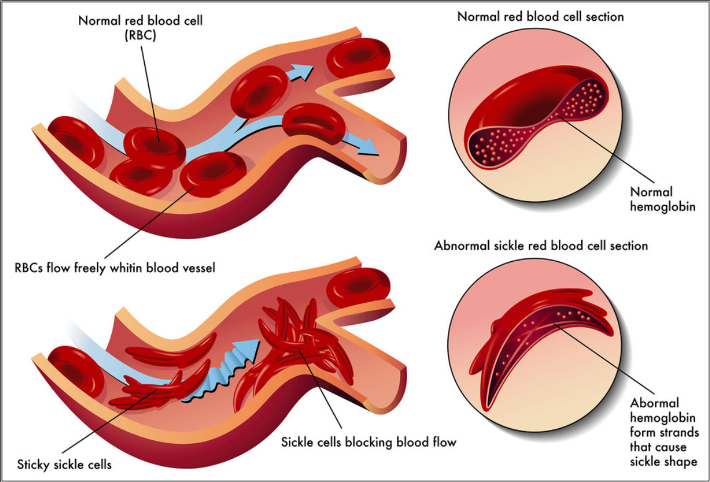 Normal red blood cell
(RBC)
RBCs flow freely whitin blood vessel
Normal red blood cell section
Normal
hemoglobin
Sticky sickle cells
Sickle cells blocking blood flow
Abnormal sickle red blood cell section
Abormal
hemoglobin
form strands
that cause
sickle shape